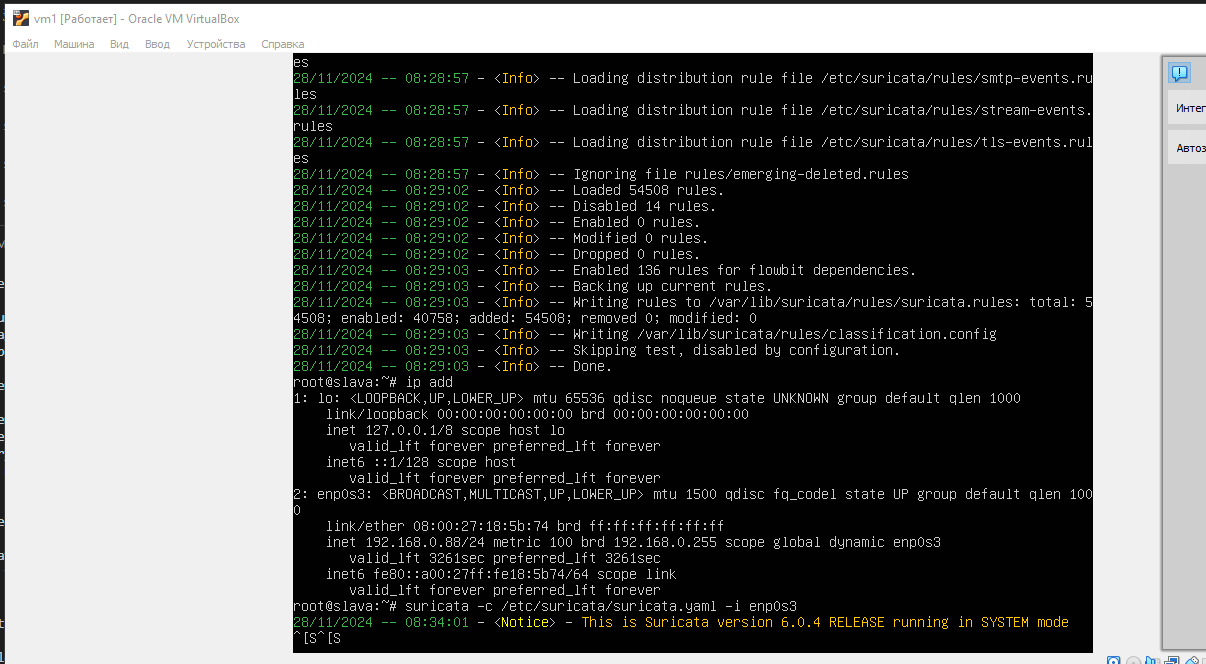 vm1 [Работает] - Oracle VM VirtualBox
Файл Машина Вид Ввод Устройства Справка
es
28/11/2024 -- 08:28:57 - <Info> -- Loading distribution rule file /etc/suricata/rules/smtp-events.ru
les
28/11/2024 -- 08:28:57 - <Info> -- Loading distribution rule file /etc/suricata/rules/stream-events.
rules
28/11/2024 -- 08:28:57 - <Info> -- Loading distribution rule file /etc/suricata/rules/tls-events.rul
es
28/11/2024 -- 08:28:57 - <Info> -- Ignoring file rules/emerging-deleted.rules
28/11/2024 -- 08:29:02 - <Info> -- Loaded 54508 rules.
28/11/2024 -- 08:29:02 - <Info> -- Disabled 14 rules.
28/11/2024 -- 08:29:02 - <Info> -- Enabled 0 rules.
28/11/2024 -- 08:29:02 - <Info> -- Modified 0 rules.
28/11/2024 -- 08:29:02 - <Info> -- Dropped 0 rules.
28/11/2024 -- 08:29:03 - <Info> -- Enabled 136 rules for flowbit dependencies.
28/11/2024 -- 08:29:03 - <Info> -- Backing up current rules.
28/11/2024 -- 08:29:03 - <Info> -- Writing rules to /var/lib/suricata/rules/suricata.rules: total: 5
4508; enabled: 40758; added: 54508; removed 0; modified: 0
28/11/2024 -- 08:29:03 - <Info> -- Writing /var/lib/suricata/rules/classification.config
28/11/2024 -- 08:29:03 - <Info> -- Skipping test, disabled by configuration.
28/11/2024 -- 08:29:03 - <Info> -- Done.
root@slava:~# ip add
1: lo: <LOOPBACK,UP,LOWER_UP> mtu 65536 qdisc noqueue state UNKNOWN group default qlen 1000
link/loopback 00:00:00:00:00:00 brd 00:00:00:00:00:00
inet 127.0.0.1/8 scope host lo
valid_lft forever preferred_lft forever
inet6 ::1/128 scope host
valid_lft forever preferred_lft forever
2: enp0s3: <BROADCAST,MULTICAST,UP,LOWER_UP> mtu 1500 qdisc fq_codel state UP group default qlen 100
0
link/ether 08:00:27:18:5b:74 brd ff:ff:ff:ff:ff:ff
inet 192.168.0.88/24 metric 100 brd 192.168.0.255 scope global dynamic enp0s3
valid_lft 3261sec preferred_lft 3261sec
inet6 fe80::a00:27ff:fe18:5b74/64 scope link
valid_lft forever preferred_lft forever
root@slava:~# suricata -c /etc/suricata/suricata.yaml -i enp0s3
28/11/2024 -- 08:34:01 - <Notice> - This is Suricata version 6.0.4 RELEASE running in SYSTEM mode
^[S^[S
Интег
Автоз